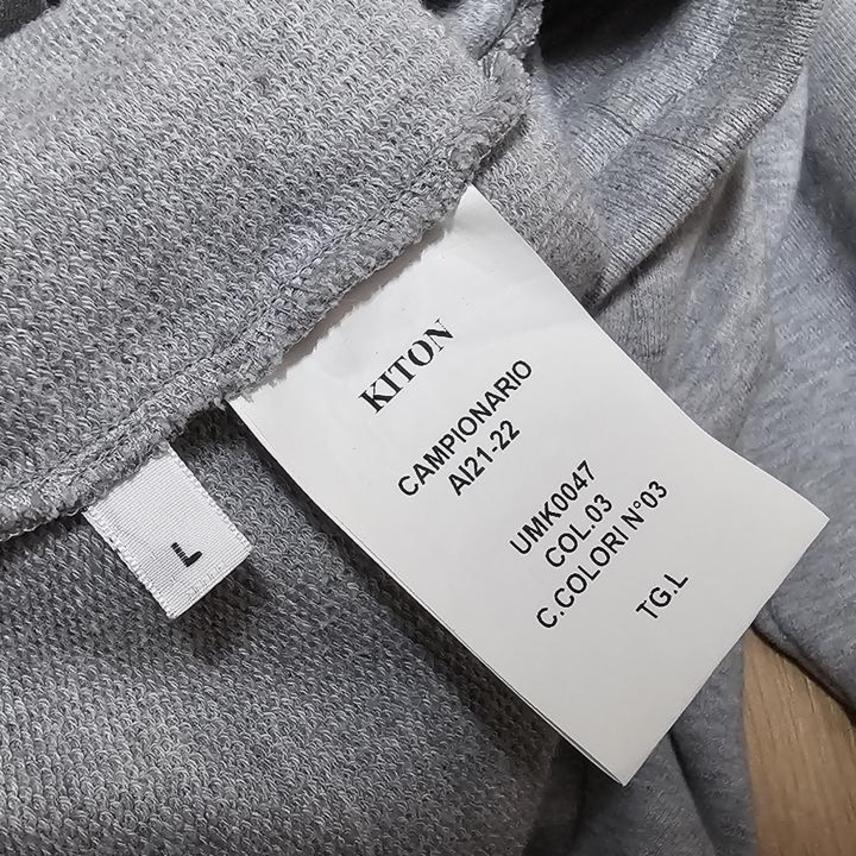 KITON
CAMPIONARIO
AI21-22
UMK0047
COL.03
C.COLORI N°03
TG.L
L